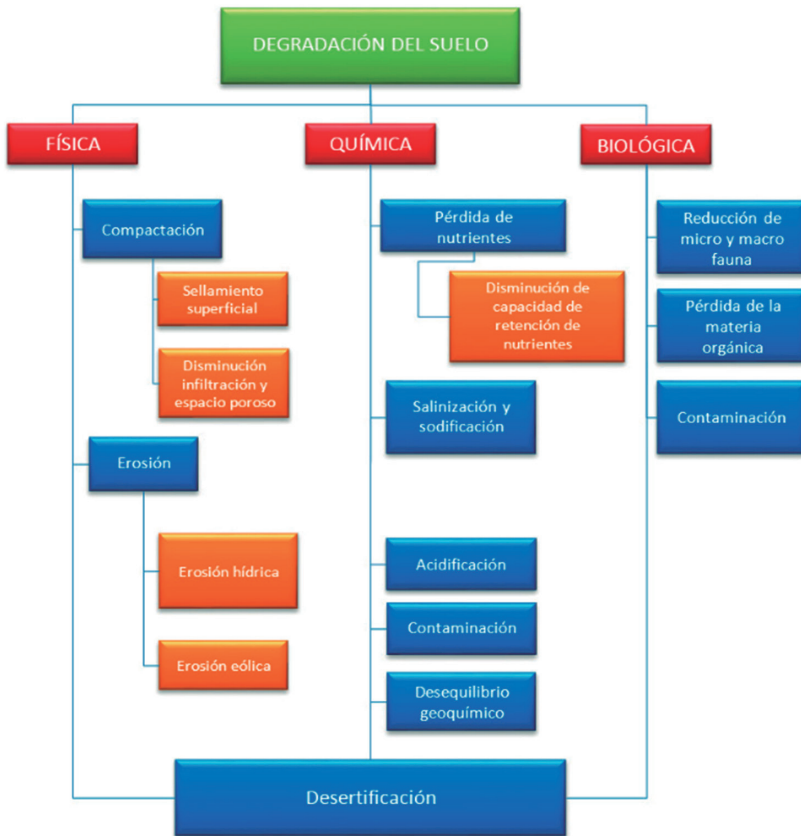 DEGRADACIÓN DEL SUELO
FÍSICA
QUÍMICA
BIOLÓGICA
Compactación
Sellamiento
superficial
Disminución
infiltración y
espacio poroso
Erosión
Erosión hídrica
Erosión eólica
Pérdida de
nutrientes
Disminución de
capacidad de
retención de
nutrientes
Salinización y
sodificación
Acidificación
Contaminación
Desequilibrio
geoquímico
Reducción de
micro y macro
fauna
Pérdida de la
materia
orgánica
Contaminación
Desertificación